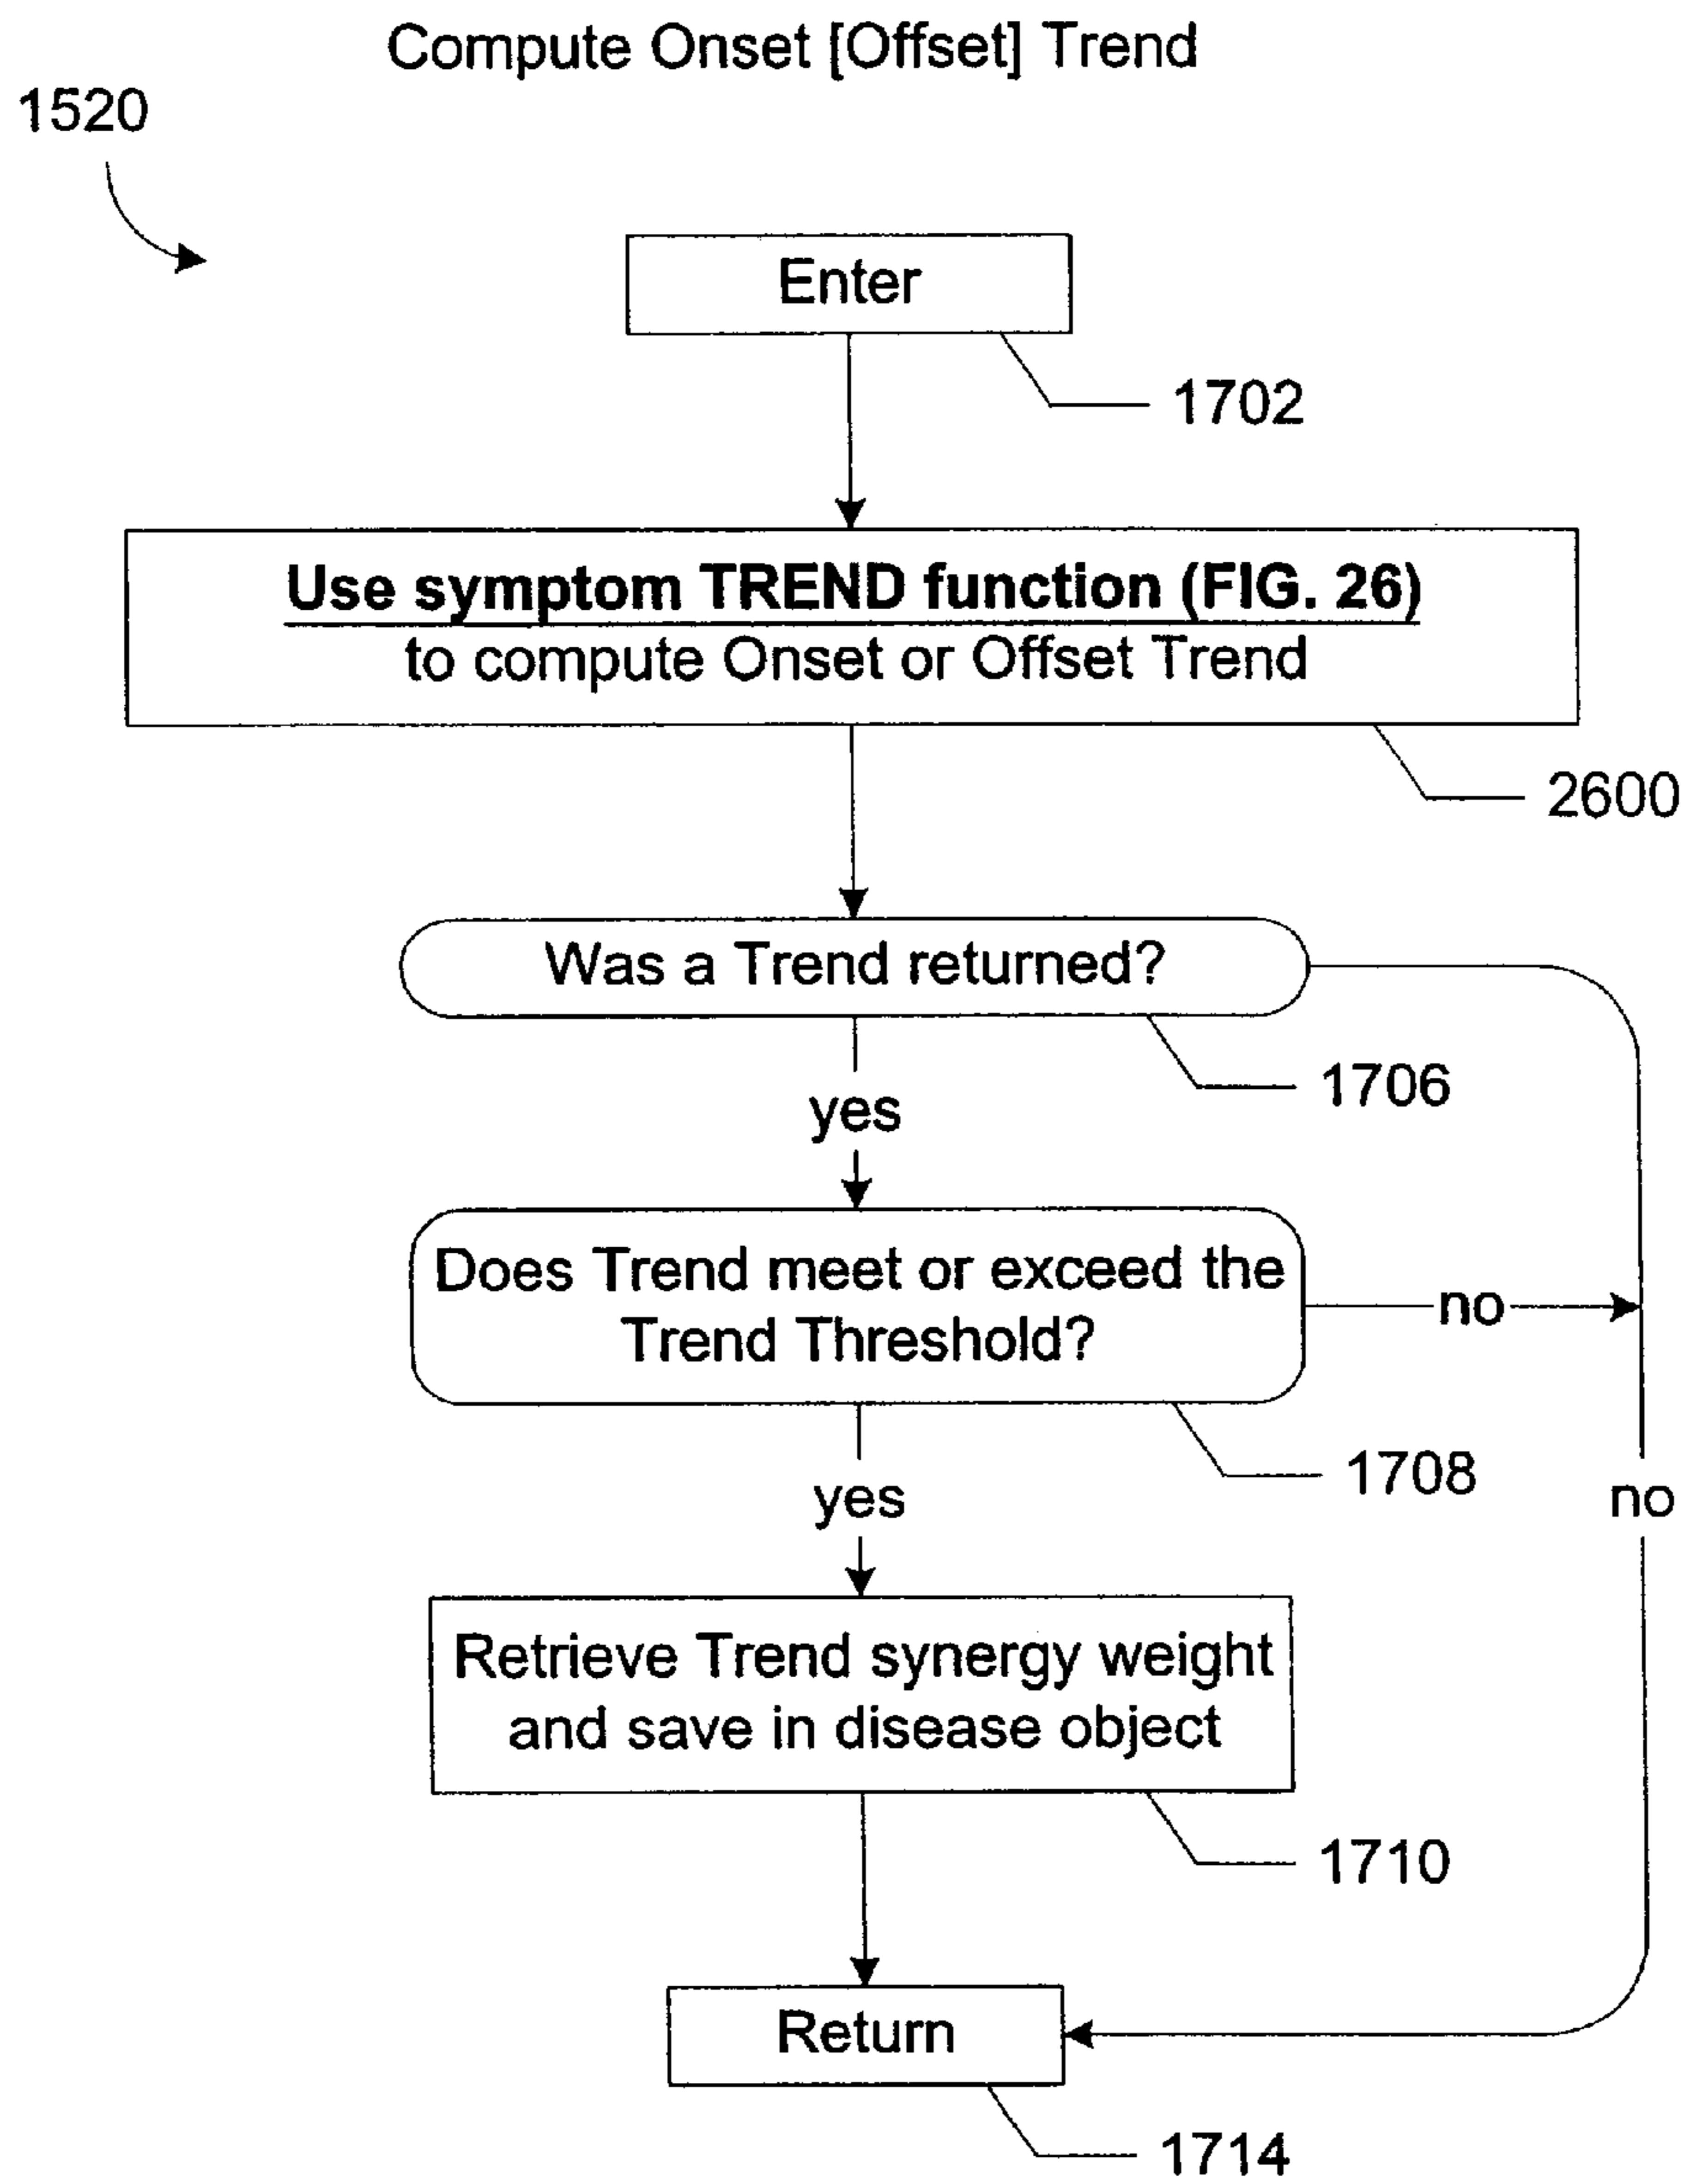 Compute Onset [Offset] Trend
1520
Enter
1702
Use symptom TREND function (FIG. 26)
to compute Onset or Offset Trend
2600
Was a Trend returned?
1706
yes
Does Trend meet or exceed the
Trend Threshold?
no
1708
yes
no
Retrieve Trend synergy weight
and save in disease object
1710
Return
1714